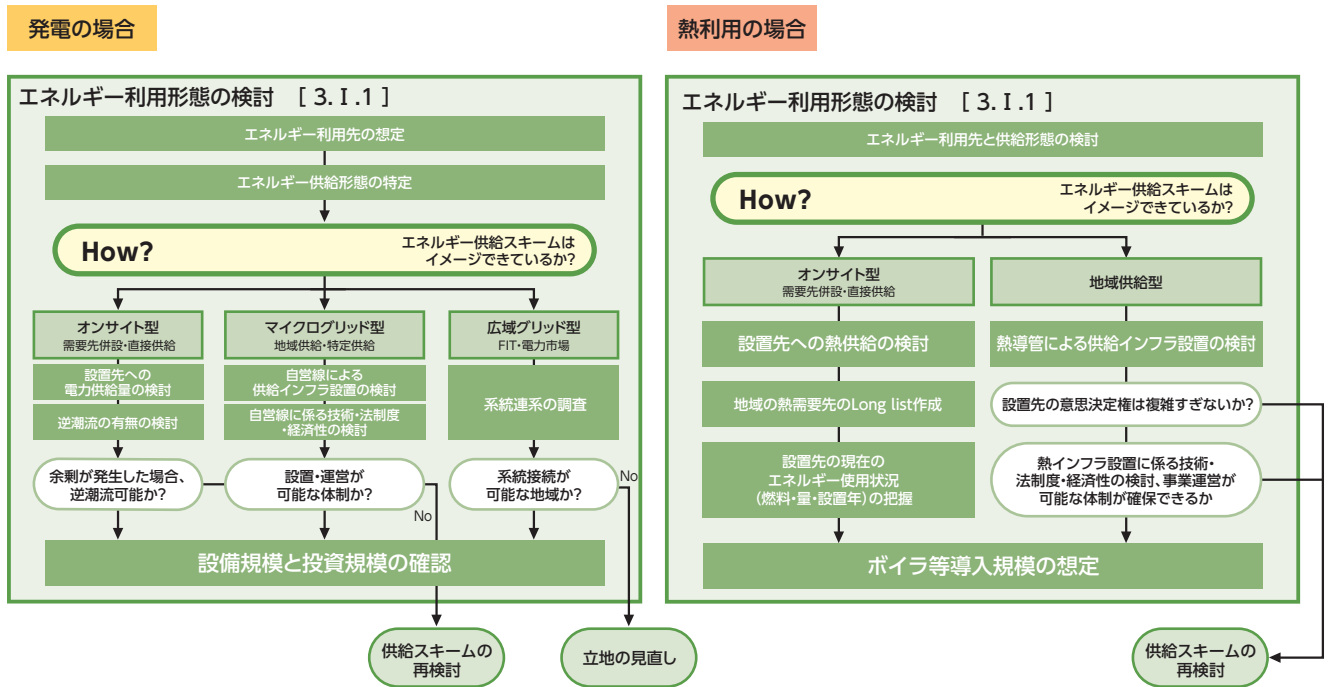 発電の場合
エネルギー利用形態の検討 [ 3.Ⅰ.1 ]
エネルギー利用先の想定
エネルギー供給形態の特定
How?
エネルギー供給スキームは
イメージできているか?
オンサイト型
需要先併設・直接供給
設置先への
電力供給量の検討
逆潮流の有無の検討
余剰が発生した場合、
逆潮流可能か?
マイクログリッド型
地域供給・特定供給
自営線による
供給インフラ設置の検討
自営線に係る技術・法制度
・経済性の検討
設置・運営が
可能な体制か?
No
広域グリッド型
FIT・電力市場
系統連系の調査
系統接続が
可能な地域か?
No
設備規模と投資規模の確認
供給スキームの
再検討
立地の見直し
熱利用の場合
エネルギー利用形態の検討 [ 3.Ⅰ.1 ]
エネルギー利用先と供給形態の検討
How?
エネルギー供給スキームは
イメージできているか?
オンサイト型
需要先併設・直接供給
設置先への熱供給の検討
地域の熱需要先のLong list作成
設置先の現在の
エネルギー使用状況
(燃料・量・設置年)の把握
地域供給型
熱導管による供給インフラ設置の検討
設置先の意思決定権は複雑すぎないか?
熱インフラ設置に係る技術・
法制度・経済性の検討、事業運営が
可能な体制が確保できるか
ボイラ等導入規模の想定
供給スキームの
再検討